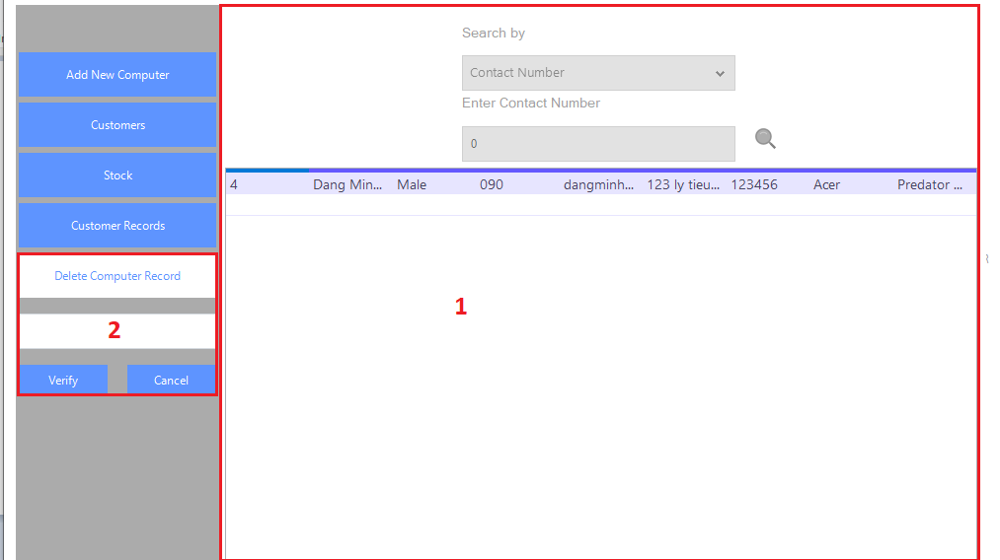 Add New Computer
Customers
Stock
Customer Records
Delete Computer Record
2
Verify
Cancel
Search by
Contact Number
Enter Contact Number
0
4 Dang Min... Male 090 dangminh... 123 ly tieu... 123456 Acer Predator ...
1